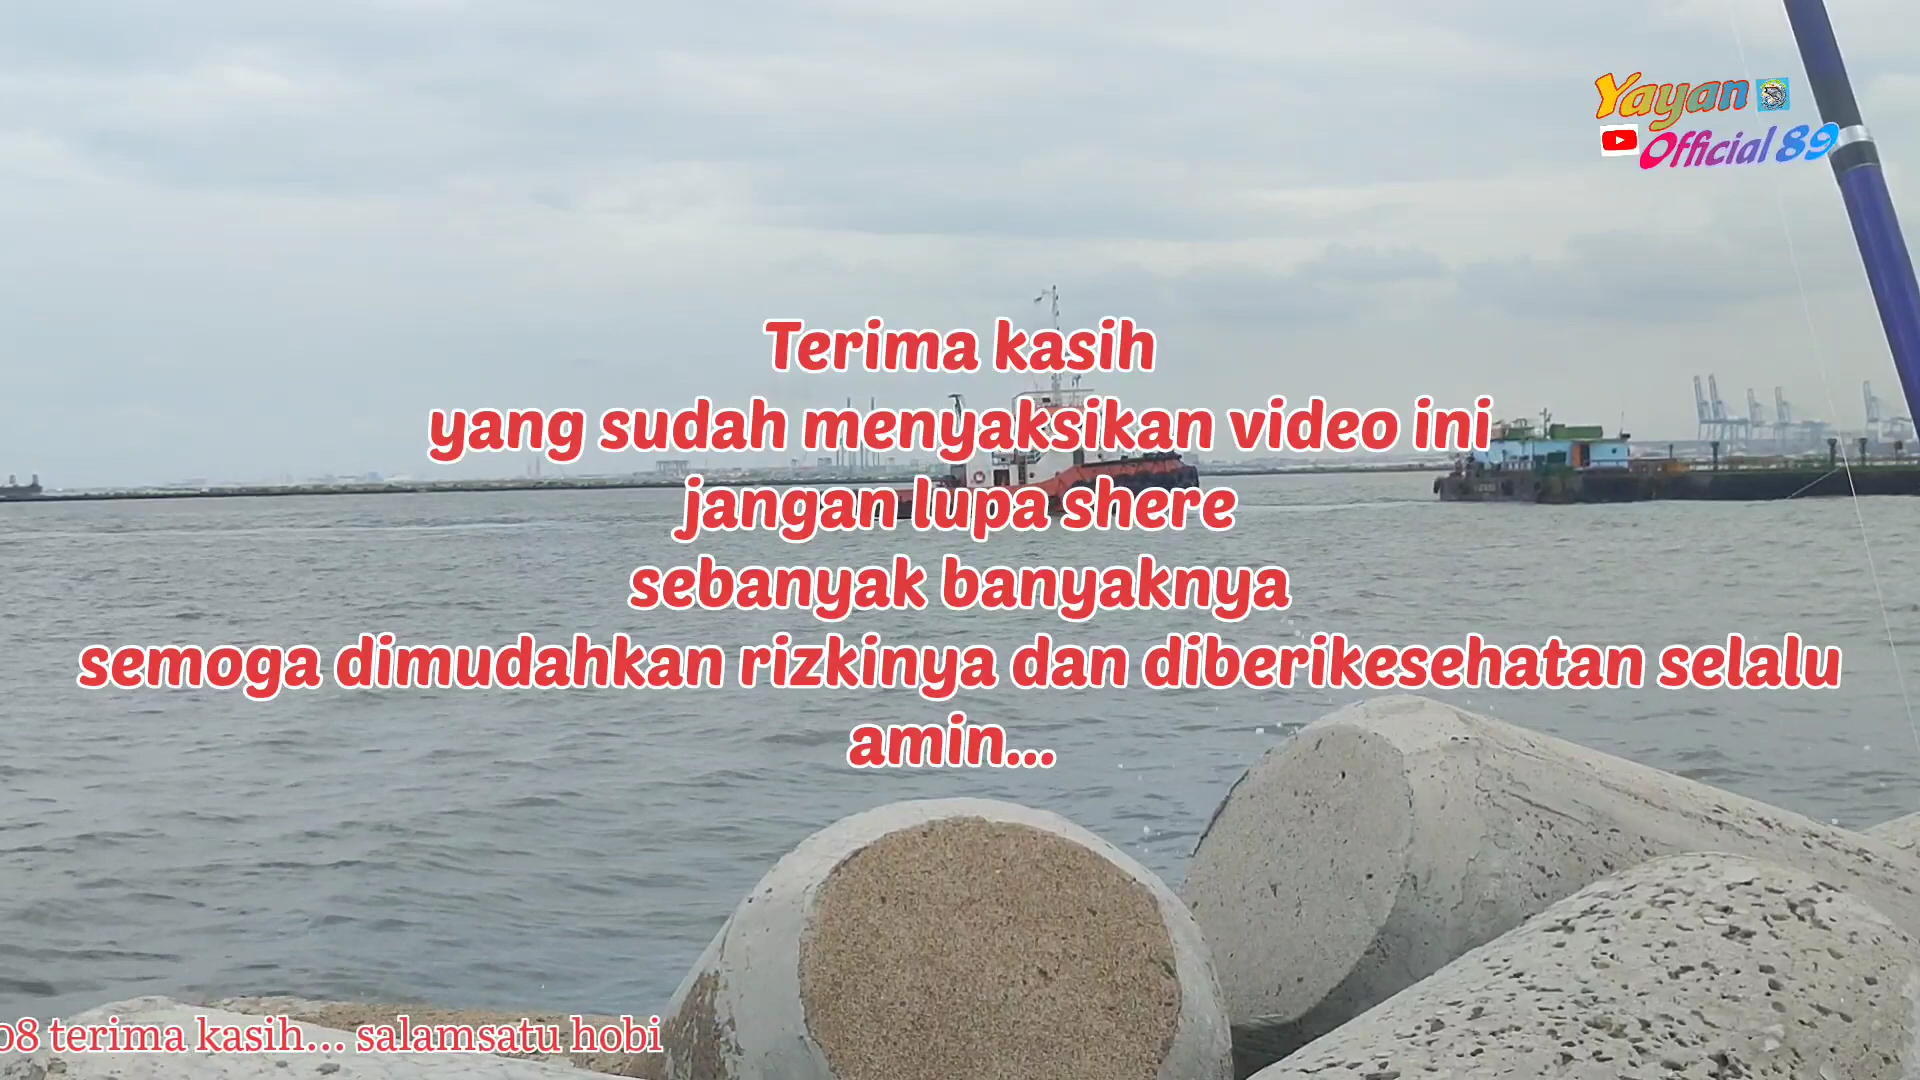 Yayan
Official 89
Terima kasih
yang sudah menyaksikan video ini
jangan lupa shere
sebanyak banyaknya
semoga dimudahkan rizkinya dan diberikesehatan selalu
amin...
08 terima kasih... salamsatu hobi